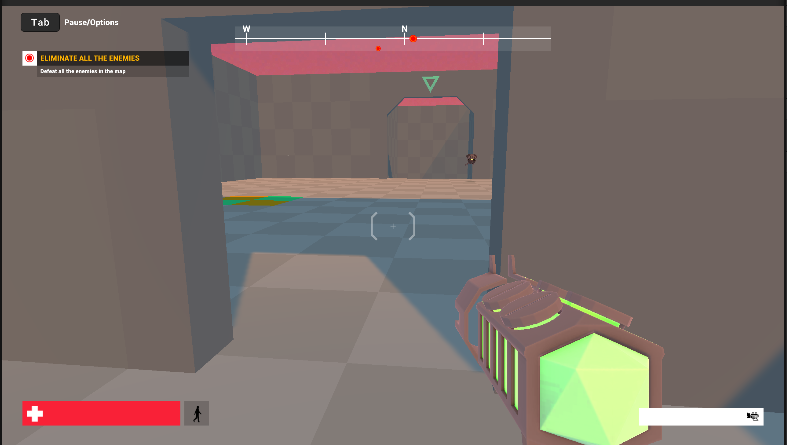 Tab Pause/Options
W N
ELIMINATE ALL THE ENEMIES
Defeat all the enemies in the map